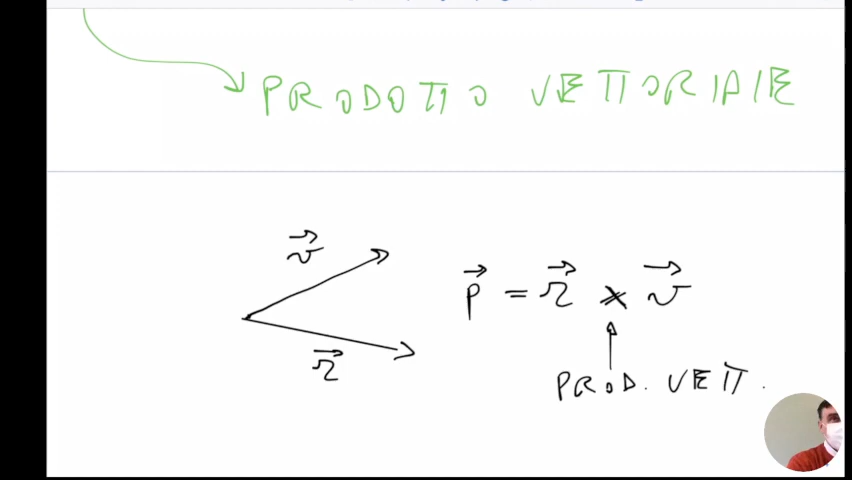 PRODOTTO VETTORIALE
v
r
p = r × v
PROD. VETT.